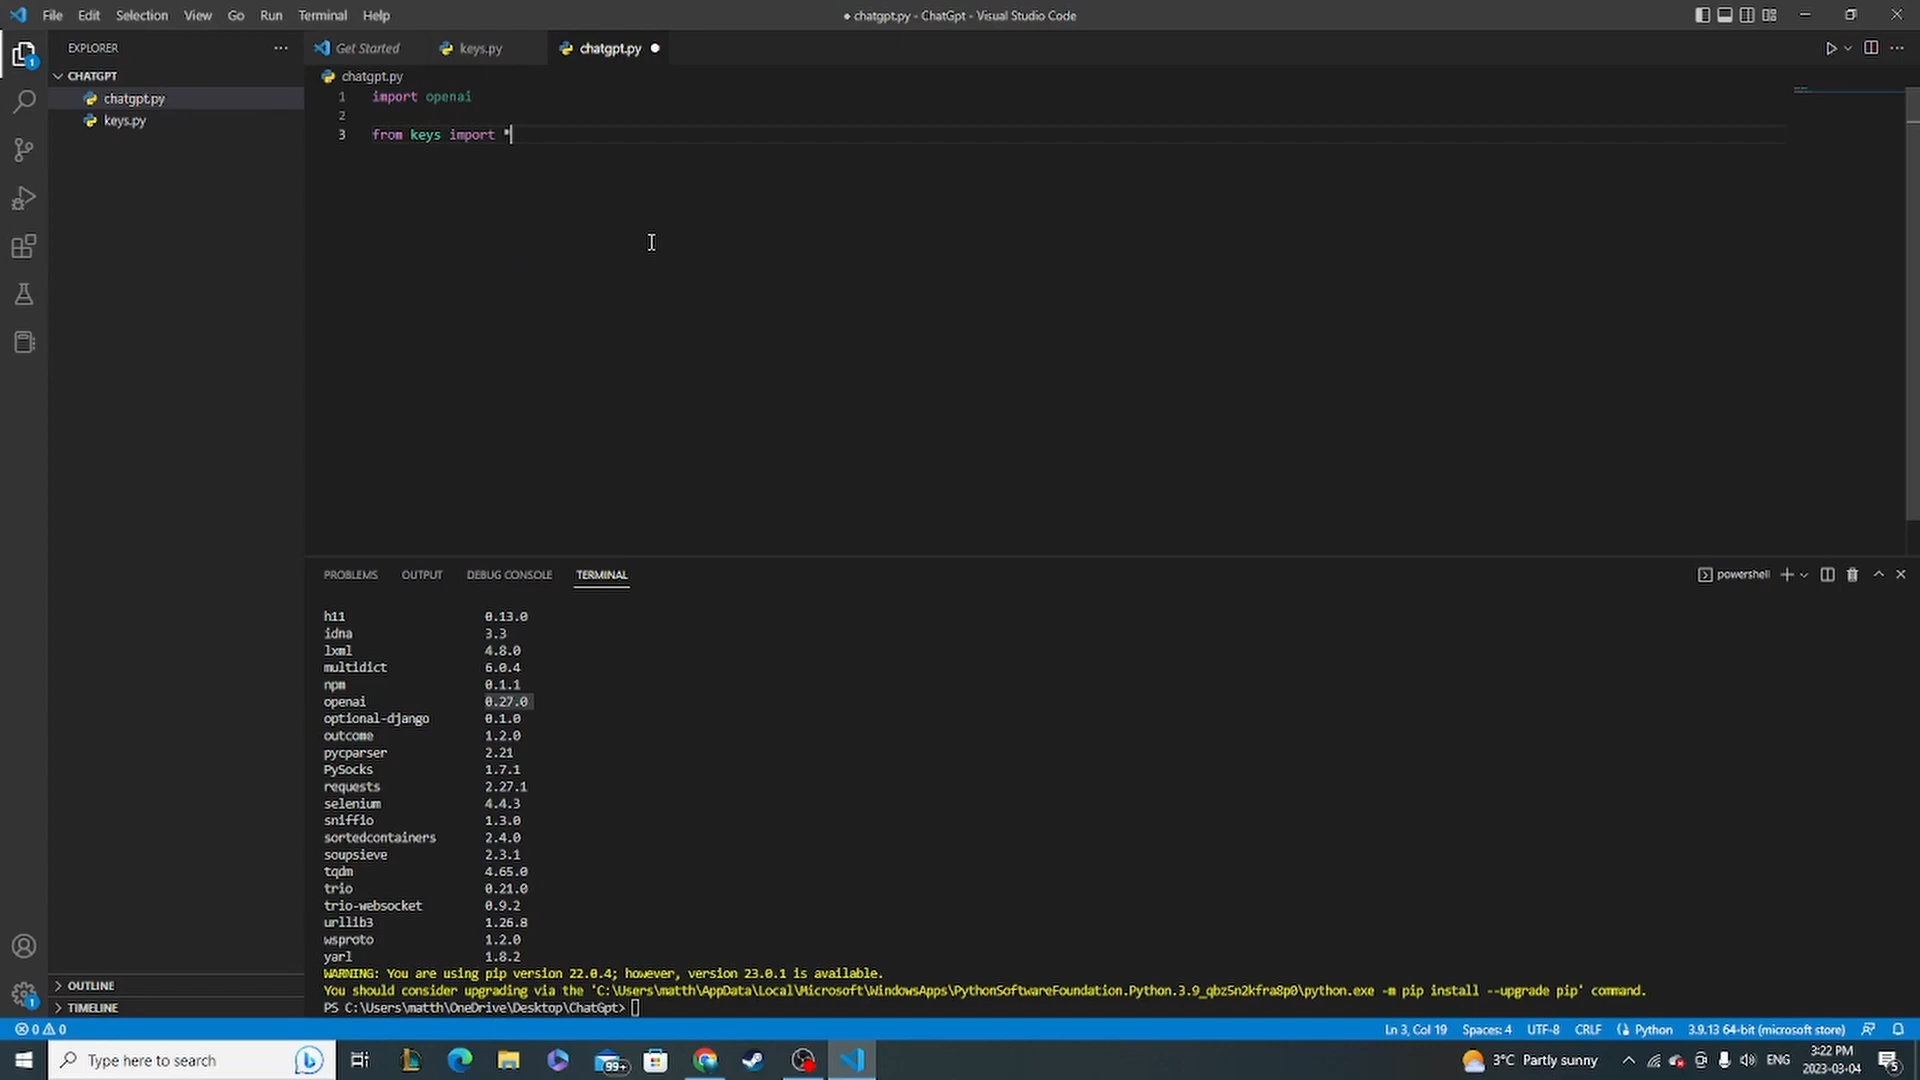 File Edit Selection View Go Run Terminal Help
● chatgpt.py - ChatGpt - Visual Studio Code
EXPLORER
Get Started
keys.py
chatgpt.py
CHATGPT
chatgpt.py
keys.py
chatgpt.py
1 import openai
2
3 from keys import *
PROBLEMS OUTPUT DEBUG CONSOLE TERMINAL
powershell
h11 0.13.0
idna 3.3
lxml 4.8.0
multidict 6.0.4
npm 0.1.1
openai 0.27.0
optional-django 0.1.0
outcome 1.2.0
pycparser 2.21
PySocks 1.7.1
requests 2.27.1
selenium 4.4.3
sniffio 1.3.0
sortedcontainers 2.4.0
soupsieve 2.3.1
tqdm 4.65.0
trio 0.21.0
trio-websocket 0.9.2
urllib3 1.26.8
wsproto 1.2.0
yarl 1.8.2
WARNING: You are using pip version 22.0.4; however, version 23.0.1 is available.
You should consider upgrading via the 'C:\Users\matth\AppData\Local\Microsoft\WindowsApps\PythonSoftwareFoundation.Python.3.9_qbz5n2kfra8p0\python.exe -m pip install --upgrade pip' command.
PS C:\Users\matth\OneDrive\Desktop\ChatGpt>
OUTLINE
TIMELINE
0 0
Ln 3, Col 19 Spaces: 4 UTF-8 CRLF Python 3.9.13 64-bit (microsoft store)
Type here to search
99+
3°C Partly sunny
ENG
3:22 PM
2023-03-04
5